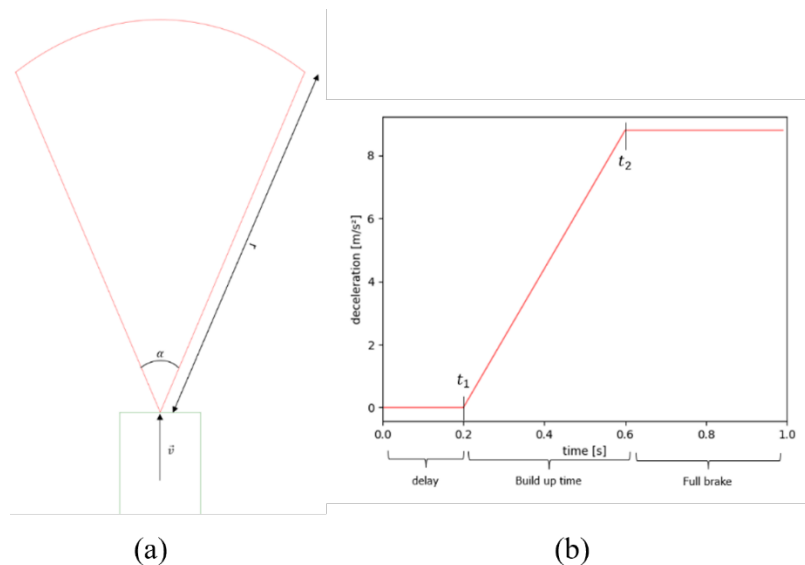 r
α
v⃗
deceleration [m/s²]
8
6
4
2
0
t₁
t₂
0.0 0.2 0.4 0.6 0.8 1.0
time [s]
delay Build up time Full brake
(a) (b)